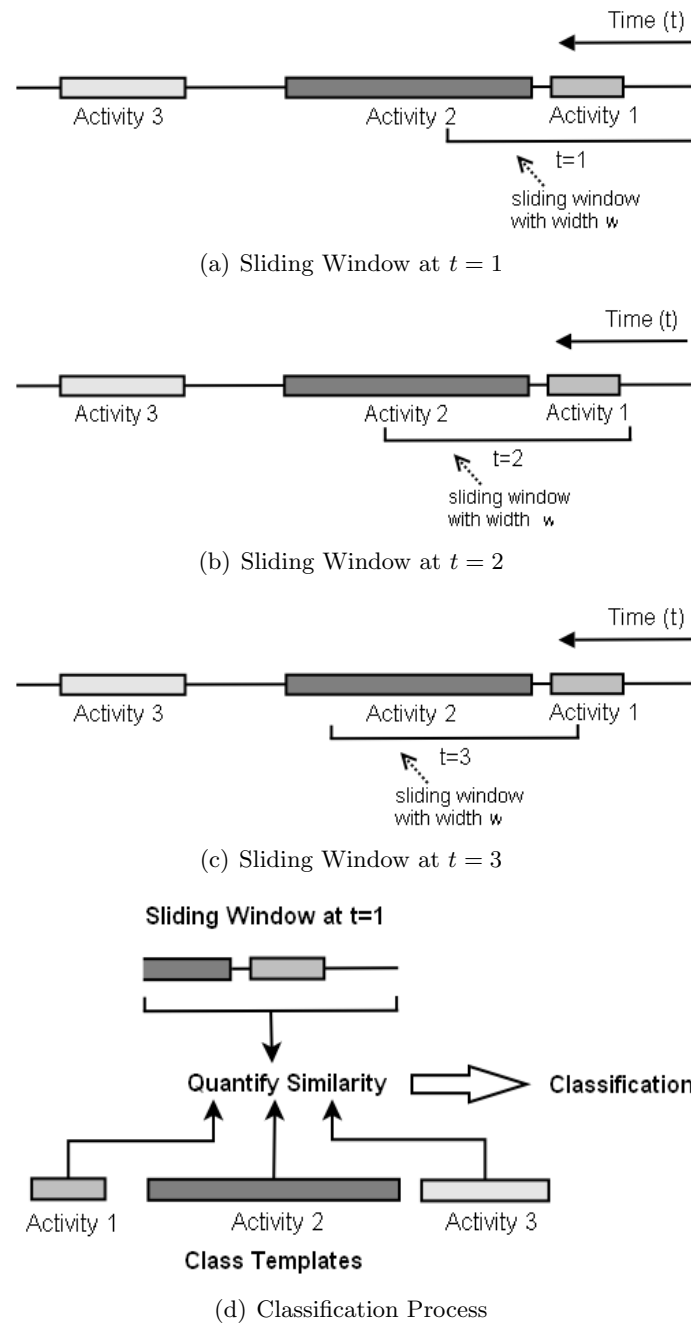 Time (t)
Activity 3 Activity 2 Activity 1
t=1
sliding window
with width w
(a) Sliding Window at t = 1
Time (t)
Activity 3 Activity 2 Activity 1
t=2
sliding window
with width w
(b) Sliding Window at t = 2
Time (t)
Activity 3 Activity 2 Activity 1
t=3
sliding window
with width w
(c) Sliding Window at t = 3
Sliding Window at t=1
Quantify Similarity Classification
Activity 1 Activity 2 Activity 3
Class Templates
(d) Classification Process